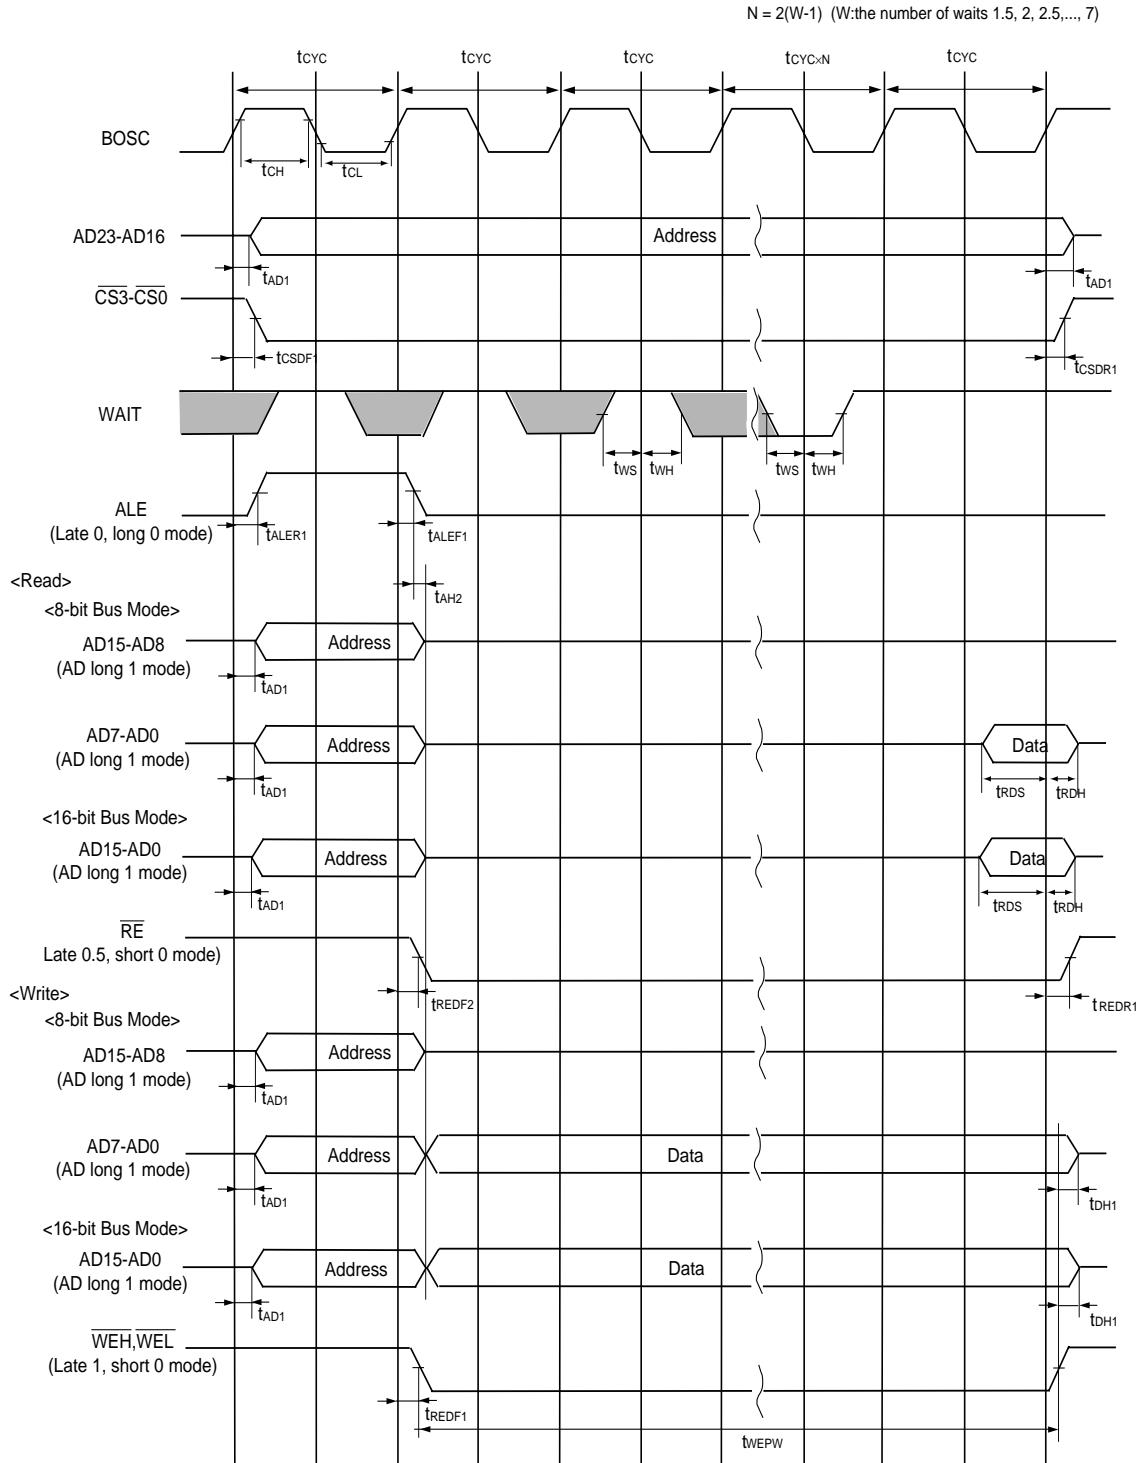 N = 2(W-1) (W:the number of waits 1.5, 2, 2.5,..., 7)
tCYC tCYC tCYC tCYC×N tCYC
BOSC
tCH tCL
AD23-AD16
Address
tAD1 tAD1
CS3-CS0
tCSDF1 tCSDR1
WAIT
tWS tWH tWS tWH
ALE
(Late 0, long 0 mode)
tALER1 tALEF1
tAH2
<Read>
<8-bit Bus Mode>
AD15-AD8
(AD long 1 mode)
Address
tAD1
AD7-AD0
(AD long 1 mode)
Address Data
tAD1 tRDS tRDH
<16-bit Bus Mode>
AD15-AD0
(AD long 1 mode)
Address Data
tAD1 tRDS tRDH
RE
Late 0.5, short 0 mode)
tREDF2 tREDR1
<Write>
<8-bit Bus Mode>
AD15-AD8
(AD long 1 mode)
Address
tAD1
AD7-AD0
(AD long 1 mode)
Address Data
tAD1 tDH1
<16-bit Bus Mode>
AD15-AD0
(AD long 1 mode)
Address Data
tAD1 tDH1
WEH,WEL
(Late 1, short 0 mode)
tREDF1
tWEPW